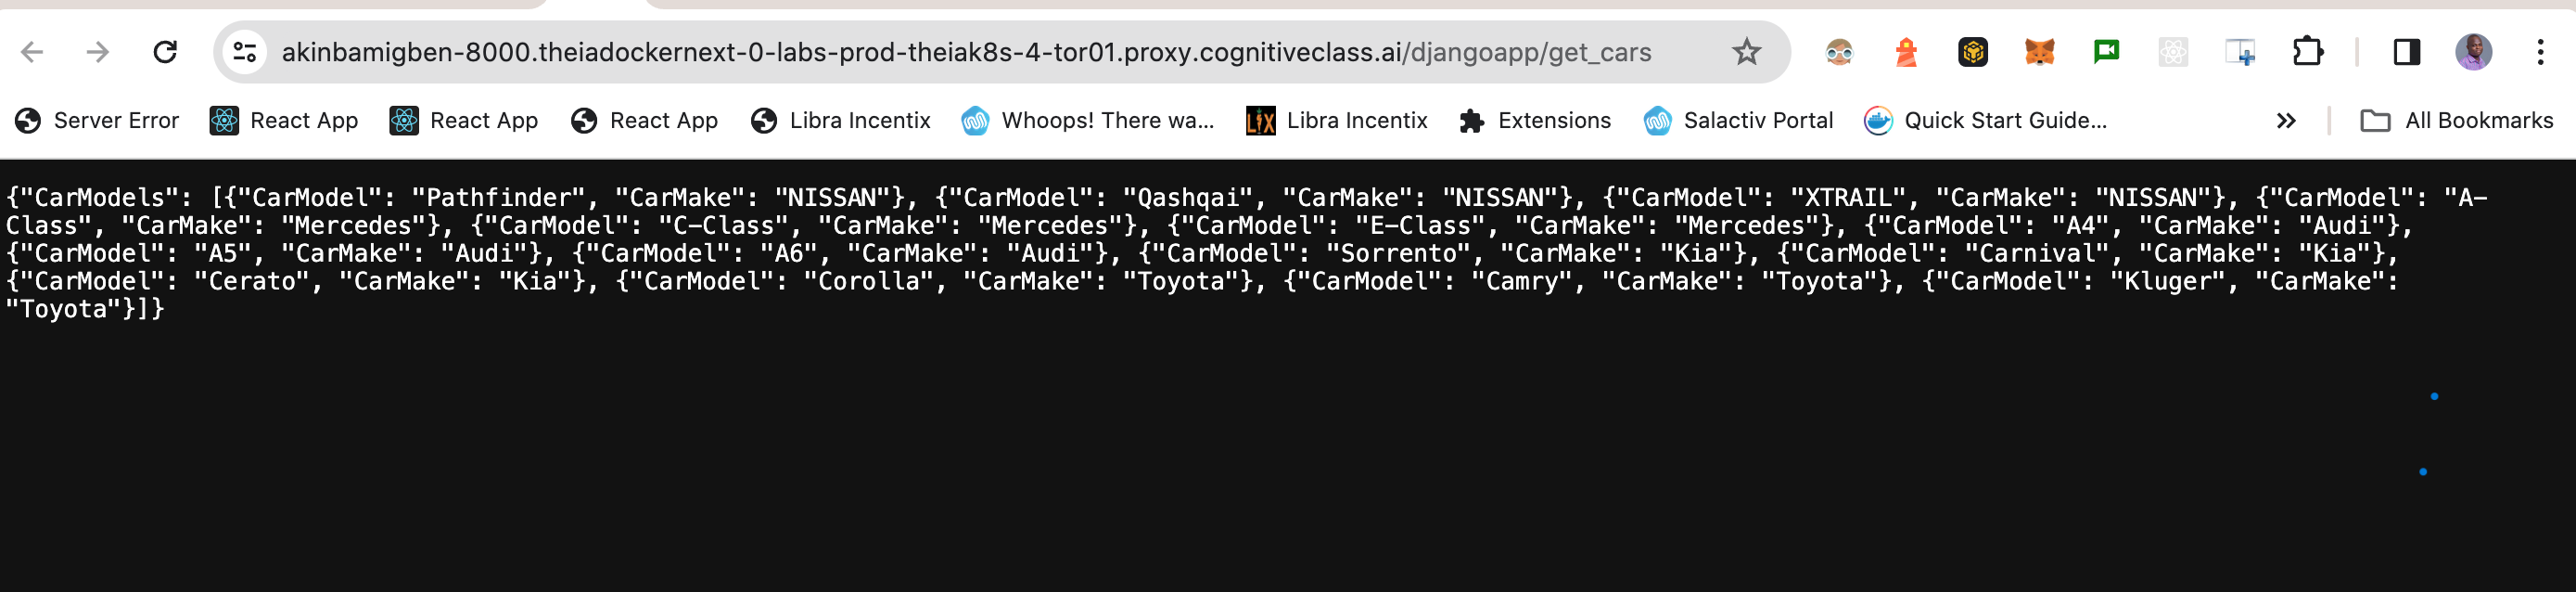 akinbamigben-8000.theiadockernext-0-labs-prod-theiak8s-4-tor01.proxy.cognitiveclass.ai/djangoapp/get_cars
Server Error React App React App React App Libra Incentix Whoops! There wa... Libra Incentix Extensions Salactiv Portal Quick Start Guide... » All Bookmarks
{"CarModels": [{"CarModel": "Pathfinder", "CarMake": "NISSAN"}, {"CarModel": "Qashqai", "CarMake": "NISSAN"}, {"CarModel": "XTRAIL", "CarMake": "NISSAN"}, {"CarModel": "A-
Class", "CarMake": "Mercedes"}, {"CarModel": "C-Class", "CarMake": "Mercedes"}, {"CarModel": "E-Class", "CarMake": "Mercedes"}, {"CarModel": "A4", "CarMake": "Audi"},
{"CarModel": "A5", "CarMake": "Audi"}, {"CarModel": "A6", "CarMake": "Audi"}, {"CarModel": "Sorrento", "CarMake": "Kia"}, {"CarModel": "Carnival", "CarMake": "Kia"},
{"CarModel": "Cerato", "CarMake": "Kia"}, {"CarModel": "Corolla", "CarMake": "Toyota"}, {"CarModel": "Camry", "CarMake": "Toyota"}, {"CarModel": "Kluger", "CarMake":
"Toyota"}]}